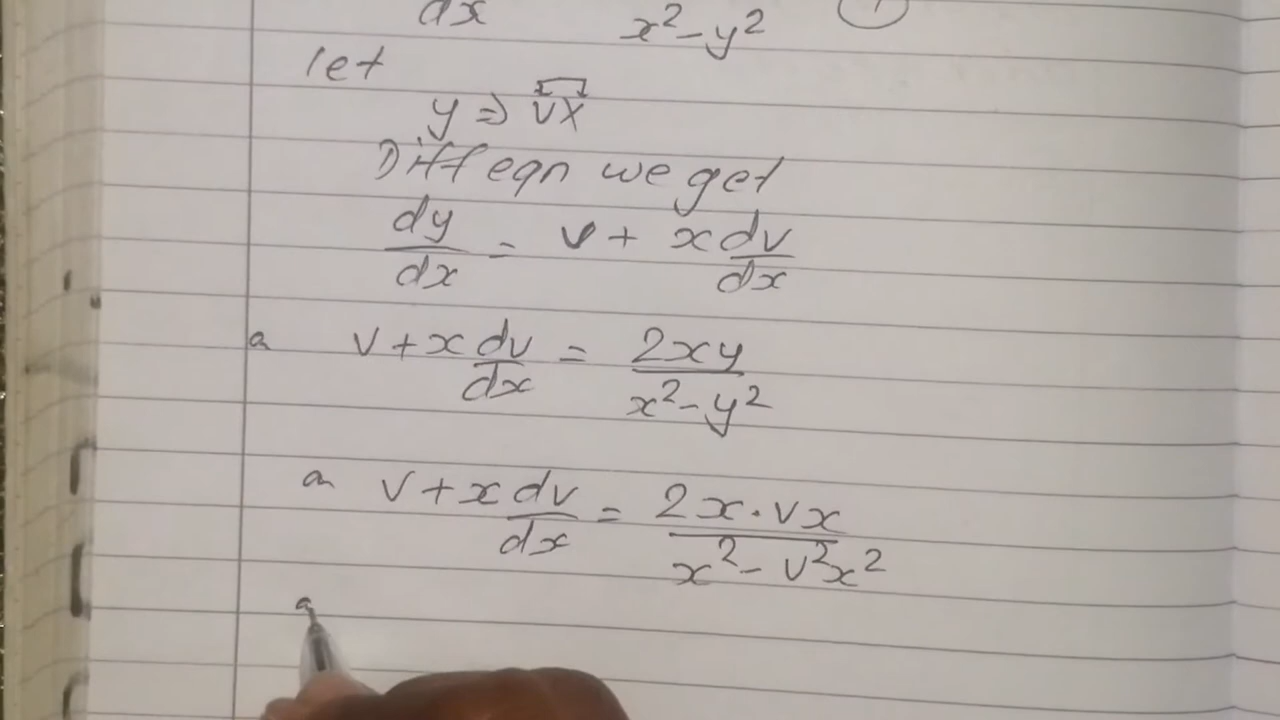 dx x²-y² 1
let
y => vx
Diff eqn we get
dy/dx = v + x dv/dx
a v + x dv/dx = 2xy/x²-y²
a v + x dv/dx = 2x.vx/x²-v²x²
a